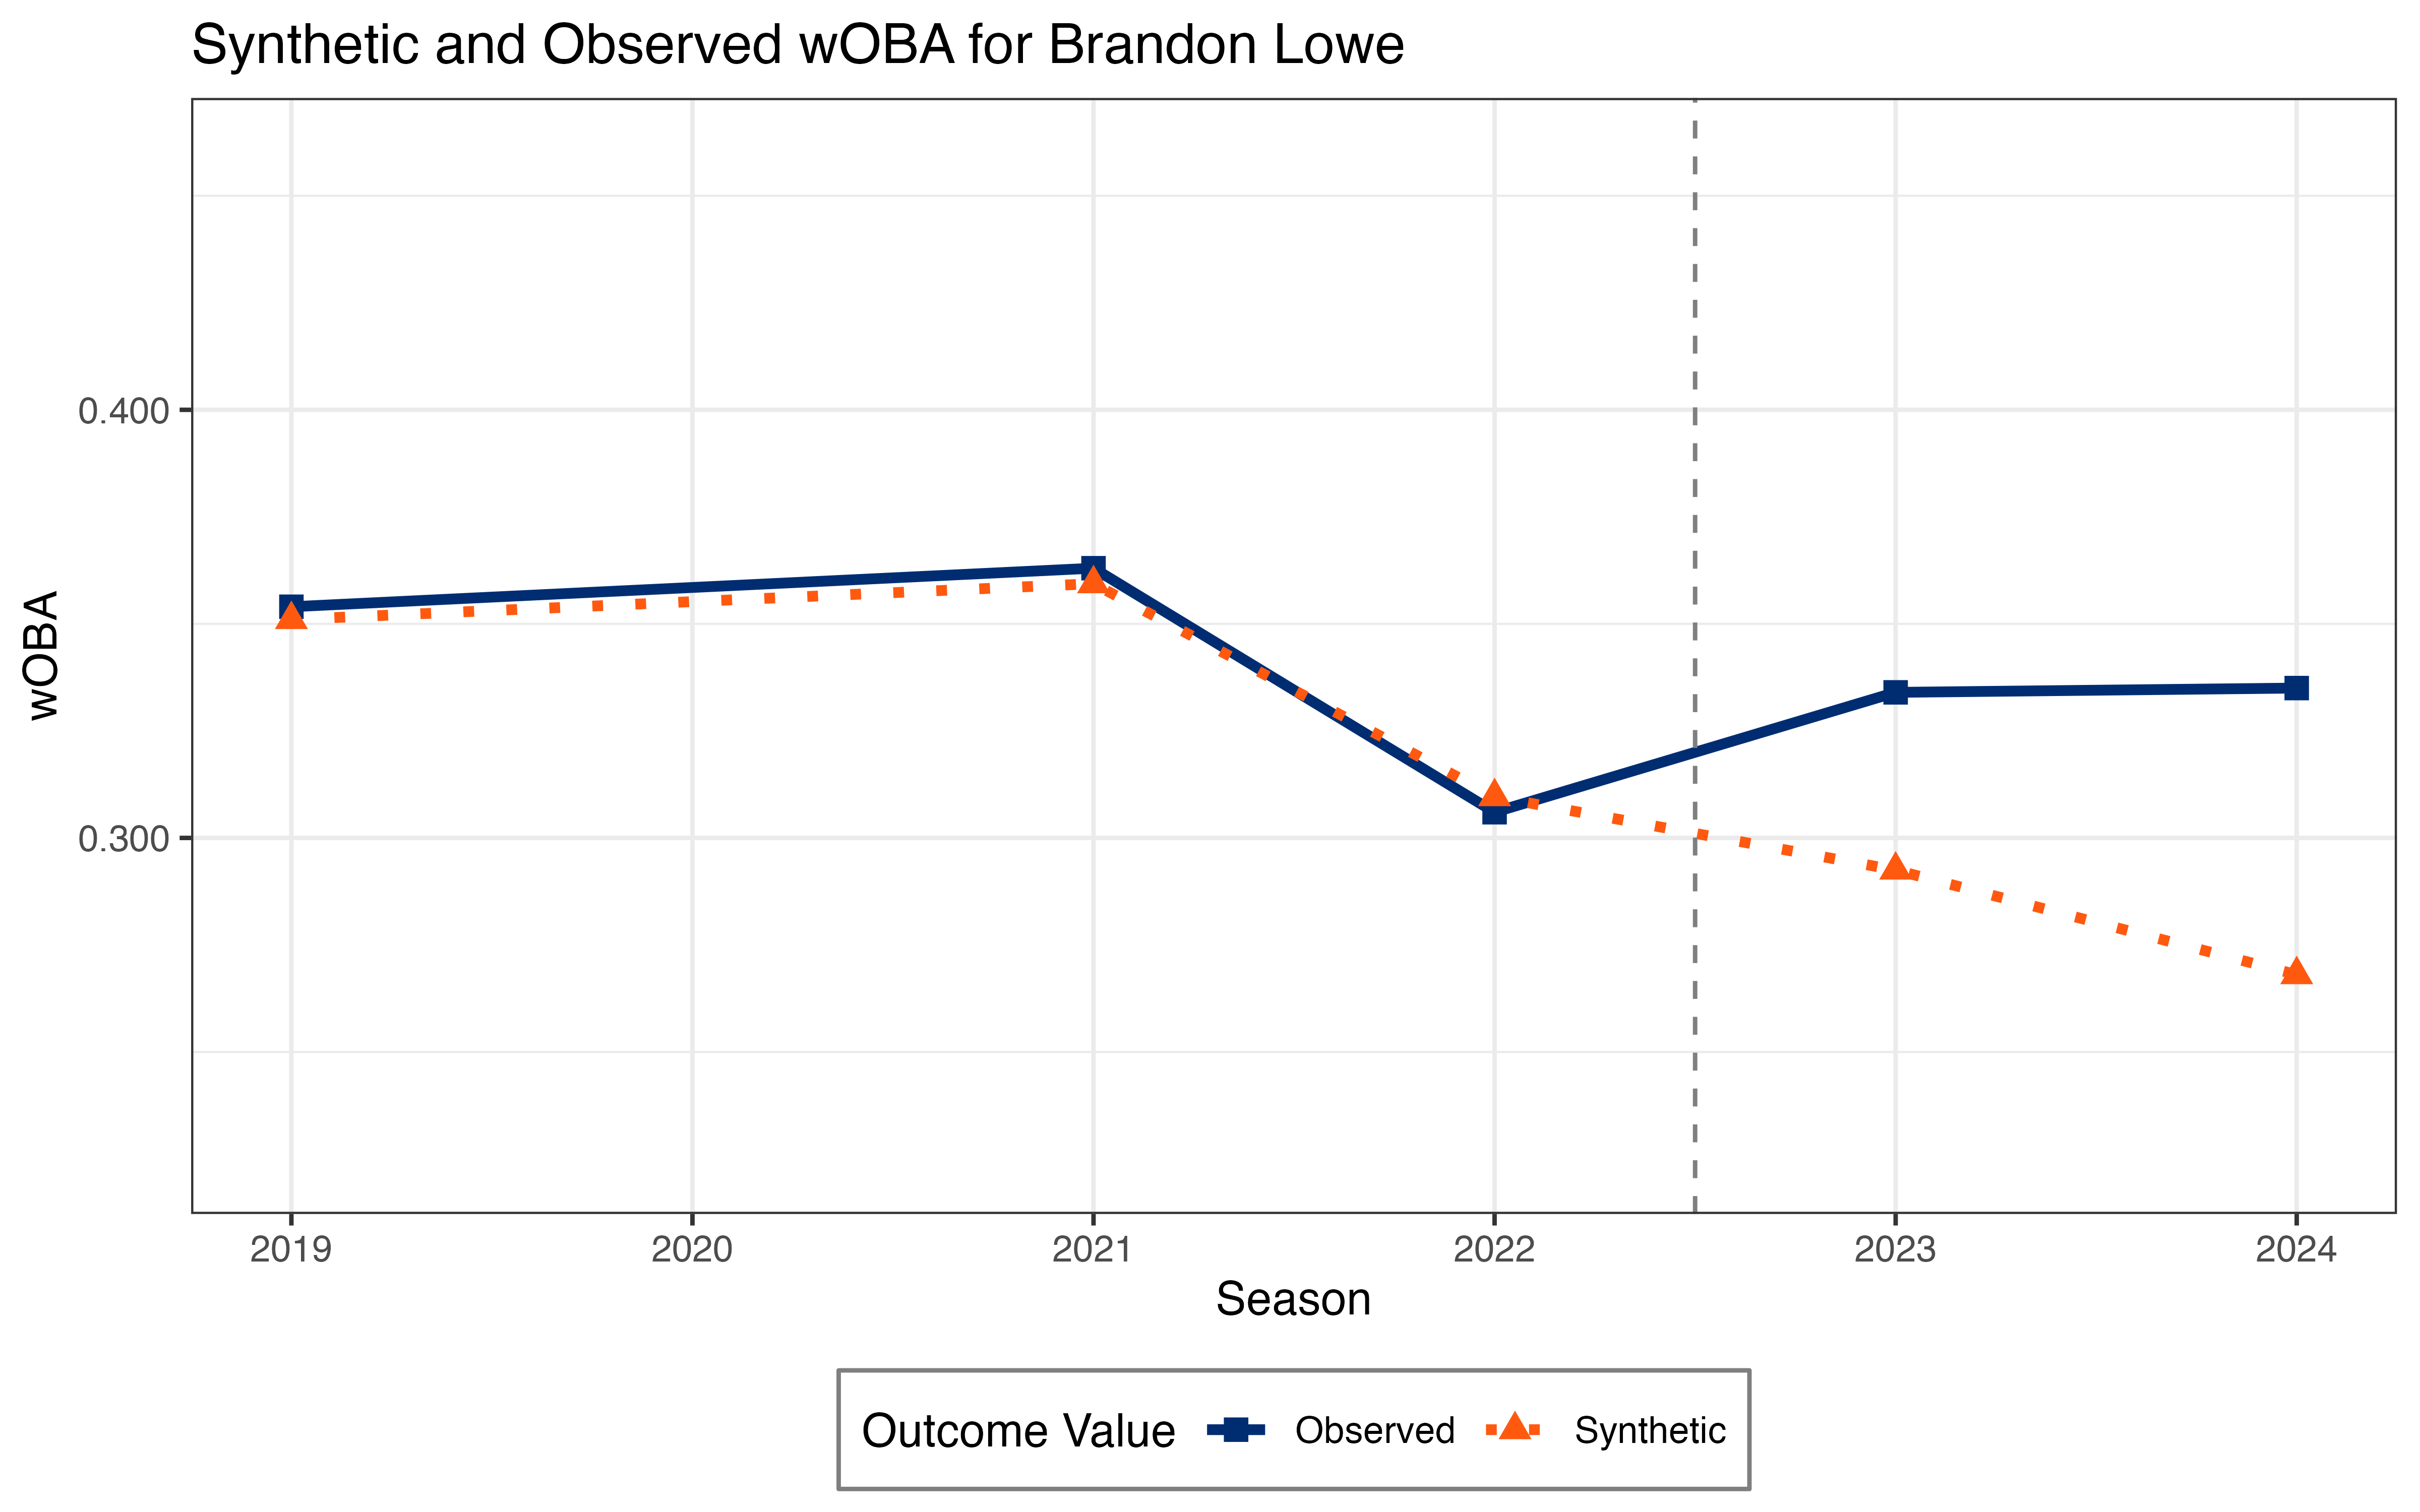 Synthetic and Observed wOBA for Brandon Lowe
wOBA
0.400
0.300
2019 2020 2021 2022 2023 2024
Season
Outcome Value Observed Synthetic